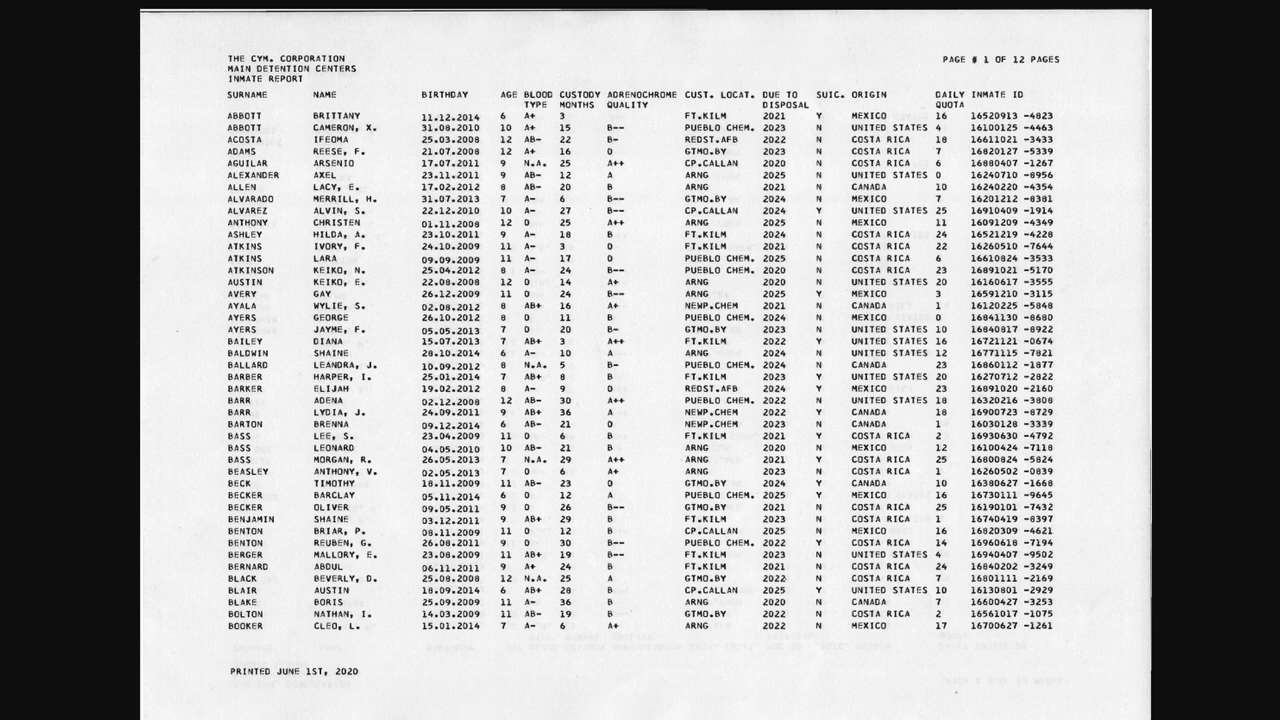 THE CYM. CORPORATION PAGE # 1 OF 12 PAGES
MAIN DETENTION CENTERS
INMATE REPORT
SURNAME NAME BIRTHDAY AGE BLOOD CUSTODY ADRENOCHROME CUST. LOCAT. DUE TO SUIC. ORIGIN DAILY INMATE ID
TYPE MONTHS QUALITY DISPOSAL QUOTA
ABBOTT BRITTANY 11.12.2014 6 A+ 3 FT.KILM 2021 Y MEXICO 16 16520913 -4823
ABBOTT CAMERON, X. 31.08.2010 10 A+ 15 B-- PUEBLO CHEM. 2023 N UNITED STATES 4 16100125 -4463
ACOSTA IFEOMA 25.03.2008 12 AB- 22 B- REDST.AFB 2022 N COSTA RICA 18 16611021 -3433
ADAMS REESE, F. 21.07.2008 12 A+ 16 O GTMO.BY 2023 N COSTA RICA 7 16820127 -5339
AGUILAR ARSENIO 17.07.2011 9 N.A. 25 A++ CP.CALLAN 2020 N COSTA RICA 6 16880407 -1267
ALEXANDER AXEL 23.11.2011 9 AB- 12 A ARNG 2025 Y UNITED STATES 0 16240710 -8956
ALLEN LACY, E. 17.02.2012 8 AB- 20 B ARNG 2021 N CANADA 10 16240220 -4354
ALVARADO MERRILL, H. 31.07.2013 7 A- 6 B-- GTMO.BY 2024 N MEXICO 7 16201212 -8381
ALVAREZ ALVIN, S. 22.12.2010 10 A- 27 B-- CP.CALLAN 2024 Y UNITED STATES 25 16910409 -1914
ANTHONY CHRISTEN 01.11.2008 12 O 25 A++ ARNG 2025 N MEXICO 11 16091209 -4349
ASHLEY HILDA, A. 23.10.2011 9 A- 18 B FT.KILM 2024 N COSTA RICA 24 16521219 -4228
ATKINS IVORY, F. 24.10.2009 11 A- 3 O FT.KILM 2021 N COSTA RICA 22 16260510 -7644
ATKINS LARA 09.09.2009 11 A- 17 O PUEBLO CHEM. 2025 N COSTA RICA 6 16610824 -3533
ATKINSON KEIKO, N. 25.04.2012 8 A- 24 B-- PUEBLO CHEM. 2020 N COSTA RICA 23 16891021 -5170
AUSTIN KEIKO, E. 22.08.2008 12 O 14 A+ ARNG 2020 N UNITED STATES 20 16160617 -3555
AVERY GAY 26.12.2009 11 O 24 B-- ARNG 2025 Y MEXICO 3 16591210 -3115
AYALA WYLIE, S. 02.08.2012 8 AB+ 16 A+ NEWP.CHEM 2021 N CANADA 1 16120225 -5848
AYERS GEORGE 26.10.2012 8 O 11 B PUEBLO CHEM. 2024 N MEXICO 0 16841130 -8680
AYERS JAYME, F. 05.05.2013 7 O 20 B- GTMO.BY 2023 N UNITED STATES 10 16840817 -8922
BAILEY DIANA 15.07.2013 7 AB+ 3 A++ FT.KILM 2022 Y UNITED STATES 16 16721121 -0674
BALDWIN SHAINE 28.10.2014 6 A- 10 A ARNG 2024 N UNITED STATES 12 16771115 -7821
BALLARD LEANDRA, J. 10.09.2012 8 N.A. 5 B- PUEBLO CHEM. 2024 N CANADA 23 16860112 -1877
BARBER HARPER, I. 25.01.2014 7 AB+ 8 B FT.KILM 2023 Y UNITED STATES 20 16270712 -2822
BARKER ELIJAH 19.02.2012 8 A- 9 O REDST.AFB 2024 Y MEXICO 23 16891020 -2160
BARR ADENA 02.12.2008 12 AB- 30 A++ PUEBLO CHEM. 2022 N UNITED STATES 18 16320216 -3808
BARR LYDIA, J. 24.09.2011 9 AB+ 36 A NEWP.CHEM 2022 Y CANADA 18 16900723 -8729
BARTON BRENNA 09.12.2014 6 AB- 21 O NEWP.CHEM 2023 N CANADA 1 16030128 -3339
BASS LEE, S. 23.04.2009 11 O 6 B FT.KILM 2021 Y COSTA RICA 2 16930630 -4792
BASS LEONARD 04.05.2010 10 AB- 21 B ARNG 2020 N MEXICO 12 16100424 -7118
BASS MORGAN, R. 26.05.2013 7 N.A. 29 A++ ARNG 2021 Y COSTA RICA 25 16800824 -5824
BEASLEY ANTHONY, V. 02.05.2013 7 O 6 A+ ARNG 2023 N COSTA RICA 1 16260502 -0839
BECK TIMOTHY 18.11.2009 11 AB- 23 O GTMO.BY 2024 Y CANADA 10 16380627 -1668
BECKER BARCLAY 05.11.2014 6 O 12 A PUEBLO CHEM. 2025 Y MEXICO 16 16730111 -9645
BECKER OLIVER 09.05.2011 9 O 26 B-- GTMO.BY 2021 N COSTA RICA 25 16190101 -7432
BENJAMIN SHAINE 03.12.2011 9 AB+ 29 B FT.KILM 2023 N COSTA RICA 1 16740419 -8397
BENTON BRIAR, P. 08.11.2009 11 O 12 B CP.CALLAN 2025 N MEXICO 16 16820309 -4621
BENTON REUBEN, G. 26.08.2011 9 O 30 B-- PUEBLO CHEM. 2022 Y COSTA RICA 14 16960618 -7194
BERGER MALLORY, E. 23.08.2009 11 AB+ 19 B-- FT.KILM 2023 N UNITED STATES 4 16940407 -9502
BERNARD ABDUL 06.11.2011 9 A+ 24 B FT.KILM 2021 N COSTA RICA 24 16840202 -3249
BLACK BEVERLY, D. 25.08.2008 12 N.A. 25 A GTMO.BY 2022 N COSTA RICA 7 16801111 -2169
BLAIR AUSTIN 18.09.2014 6 AB+ 28 B CP.CALLAN 2025 Y UNITED STATES 10 16130801 -2929
BLAKE BORIS 25.09.2009 11 A- 36 B ARNG 2020 N CANADA 7 16600427 -3253
BOLTON NATHAN, I. 14.03.2009 11 AB- 19 B- GTMO.BY 2022 N COSTA RICA 2 16561017 -1075
BOOKER CLEO, L. 15.01.2014 7 A- 6 A+ ARNG 2022 N MEXICO 17 16700627 -1261
PRINTED JUNE 1ST, 2020